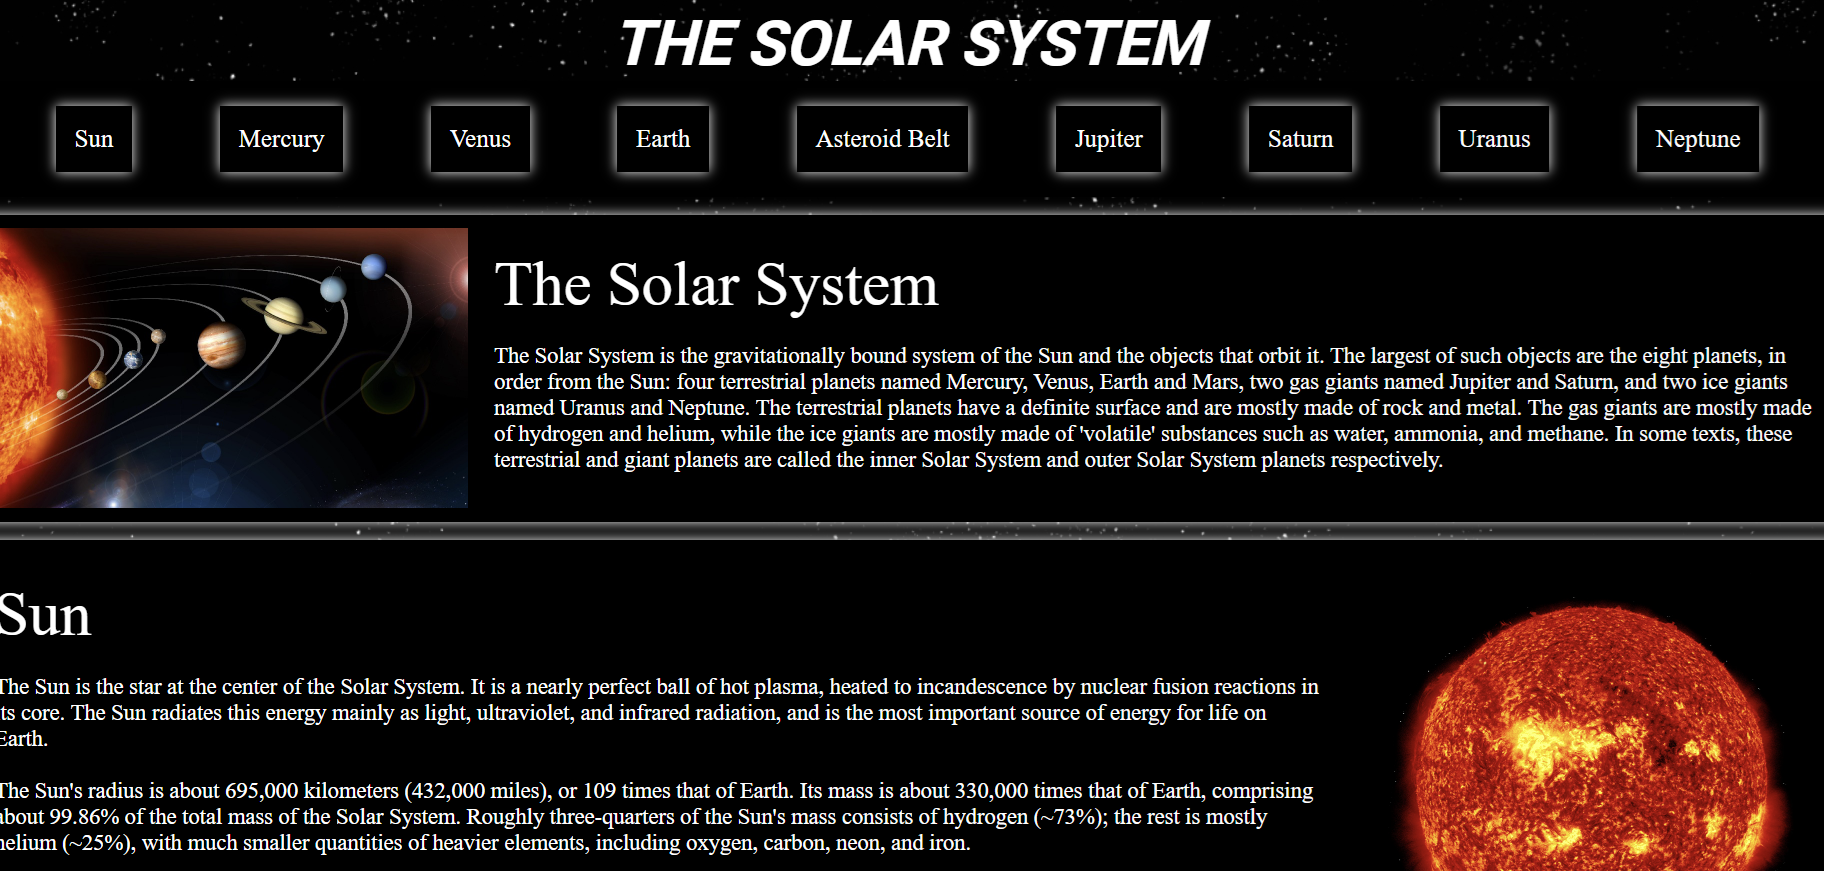 THE SOLAR SYSTEM
Sun
Mercury
Venus
Earth
Asteroid Belt
Jupiter
Saturn
Uranus
Neptune
The Solar System
The Solar System is the gravitationally bound system of the Sun and the objects that orbit it. The largest of such objects are the eight planets, in
order from the Sun: four terrestrial planets named Mercury, Venus, Earth and Mars, two gas giants named Jupiter and Saturn, and two ice giants
named Uranus and Neptune. The terrestrial planets have a definite surface and are mostly made of rock and metal. The gas giants are mostly made
of hydrogen and helium, while the ice giants are mostly made of 'volatile' substances such as water, ammonia, and methane. In some texts, these
terrestrial and giant planets are called the inner Solar System and outer Solar System planets respectively.
Sun
The Sun is the star at the center of the Solar System. It is a nearly perfect ball of hot plasma, heated to incandescence by nuclear fusion reactions in
its core. The Sun radiates this energy mainly as light, ultraviolet, and infrared radiation, and is the most important source of energy for life on
Earth.
The Sun's radius is about 695,000 kilometers (432,000 miles), or 109 times that of Earth. Its mass is about 330,000 times that of Earth, comprising
about 99.86% of the total mass of the Solar System. Roughly three-quarters of the Sun's mass consists of hydrogen (~73%); the rest is mostly
helium (~25%), with much smaller quantities of heavier elements, including oxygen, carbon, neon, and iron.